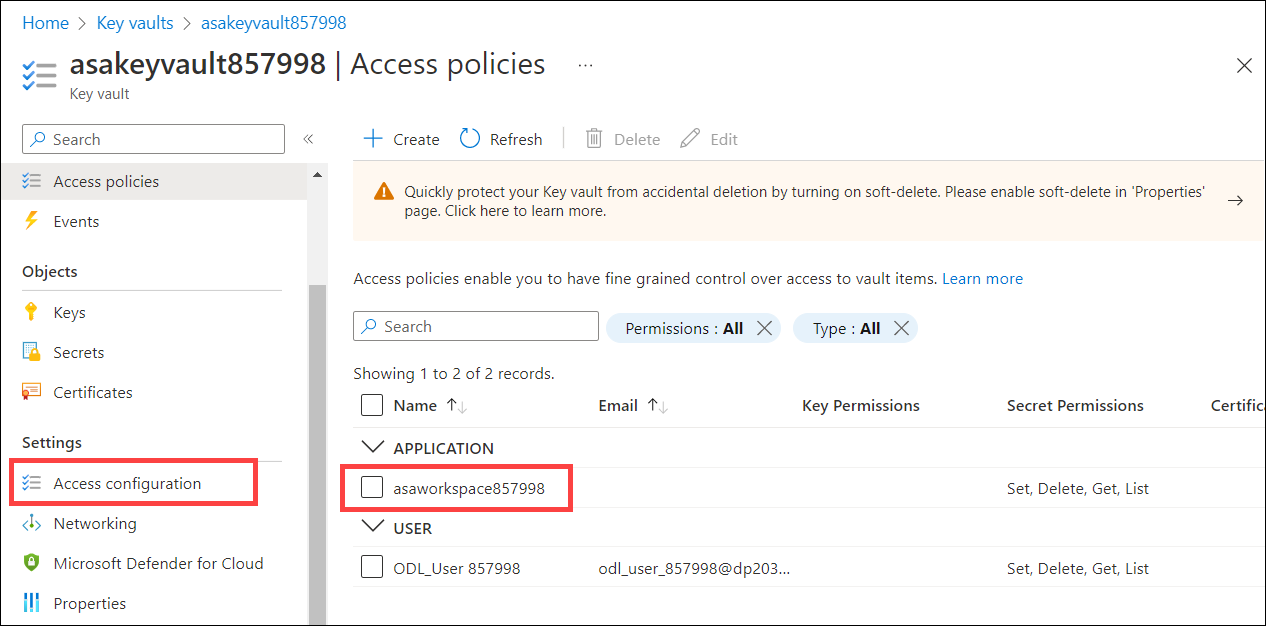 Home > Key vaults > asakeyvault857998
asakeyvault857998 | Access policies ...
Key vault
Search «
Access policies
Events
Objects
Keys
Secrets
Certificates
Settings
Access configuration
Networking
Microsoft Defender for Cloud
Properties
Create Refresh Delete Edit
Quickly protect your Key vault from accidental deletion by turning on soft-delete. Please enable soft-delete in 'Properties'
page. Click here to learn more.
Access policies enable you to have fine grained control over access to vault items. Learn more
Search Permissions : All Type : All
Showing 1 to 2 of 2 records.
Name Email Key Permissions Secret Permissions Certifica
APPLICATION
asaworkspace857998 Set, Delete, Get, List
USER
ODL_User 857998 odl_user_857998@dp203... Set, Delete, Get, List